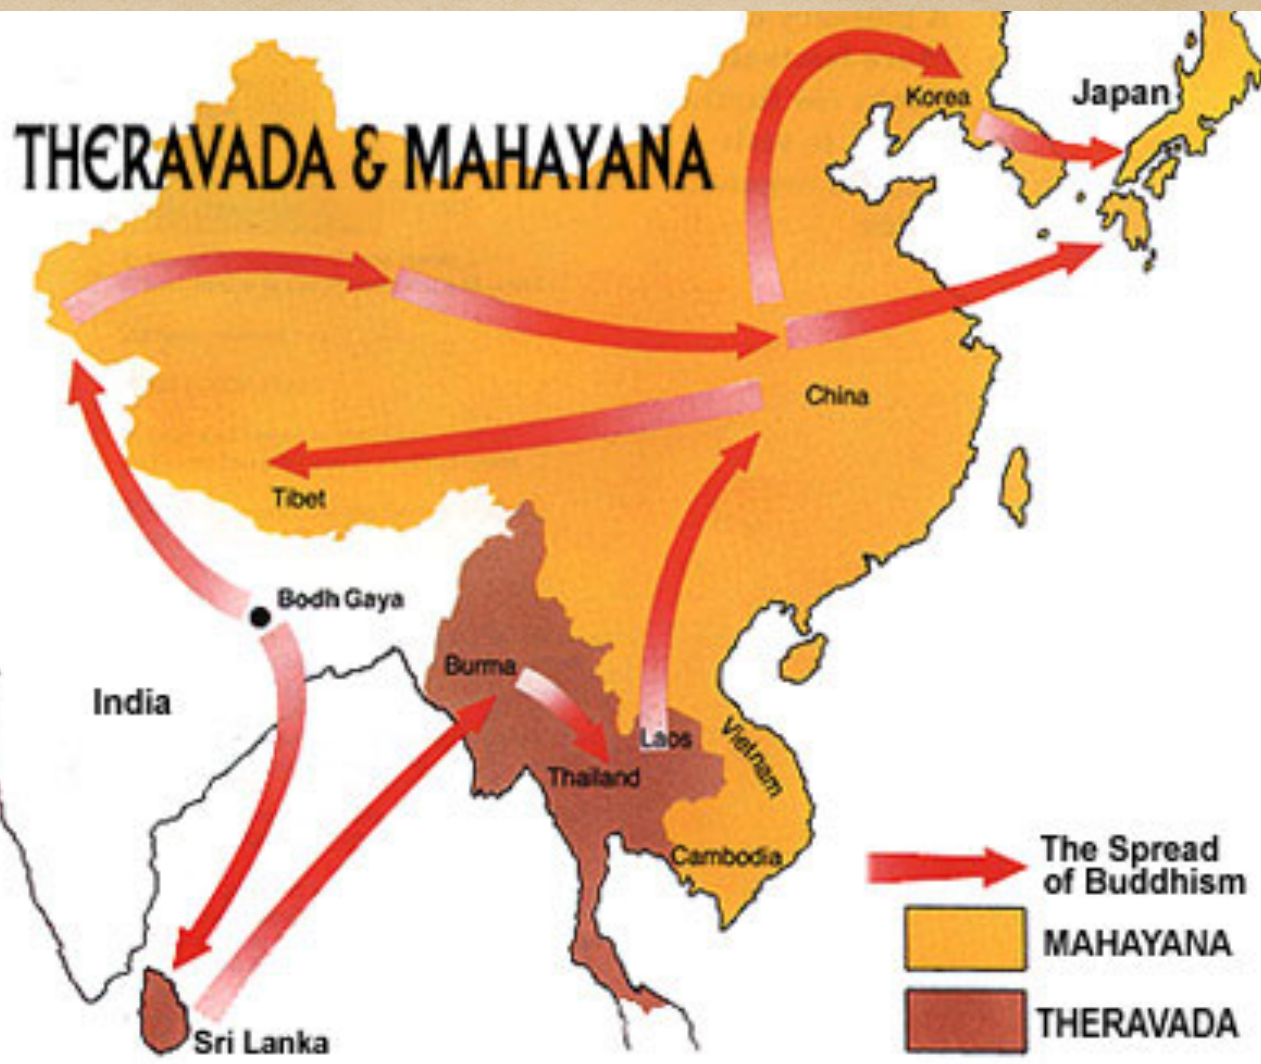 THERAVADA & MAHAYANA
Korea
Japan
China
Tibet
Bodh Gaya
India
Burma
Laos
Thailand
Vietnam
Cambodia
Sri Lanka
The Spread
of Buddhism
MAHAYANA
THERAVADA